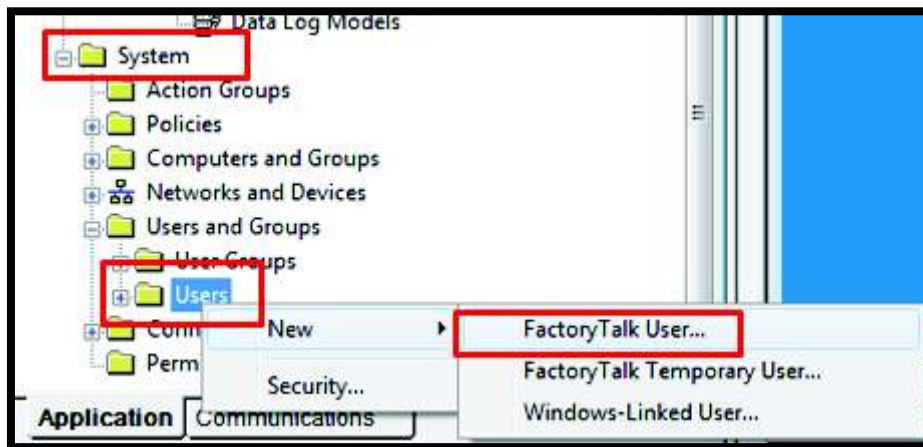 Data Log Models
System
Action Groups
Policies
Computers and Groups
Networks and Devices
Users and Groups
User Groups
Users
New
FactoryTalk User...
Perm
Security...
FactoryTalk Temporary User...
Windows-Linked User...
Application
Communications